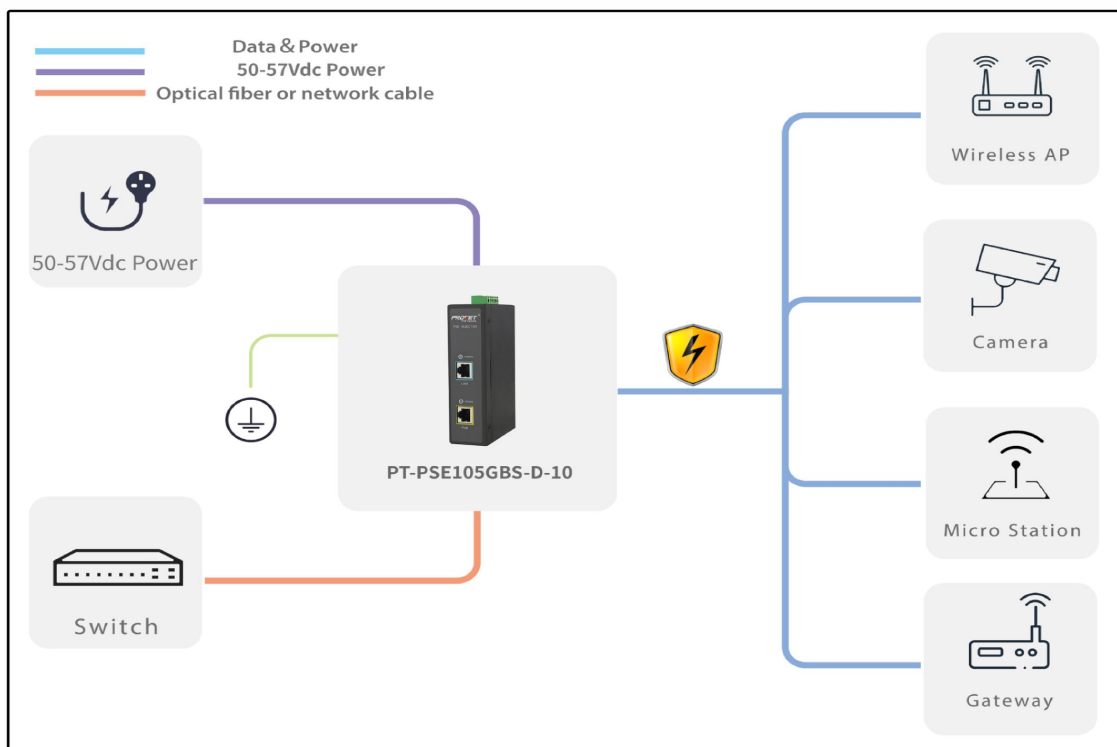 Data & Power
50-57Vdc Power
Optical fiber or network cable
50-57Vdc Power
PT-PSE105GBS-D-10
Switch
Wireless AP
Camera
Micro Station
Gateway